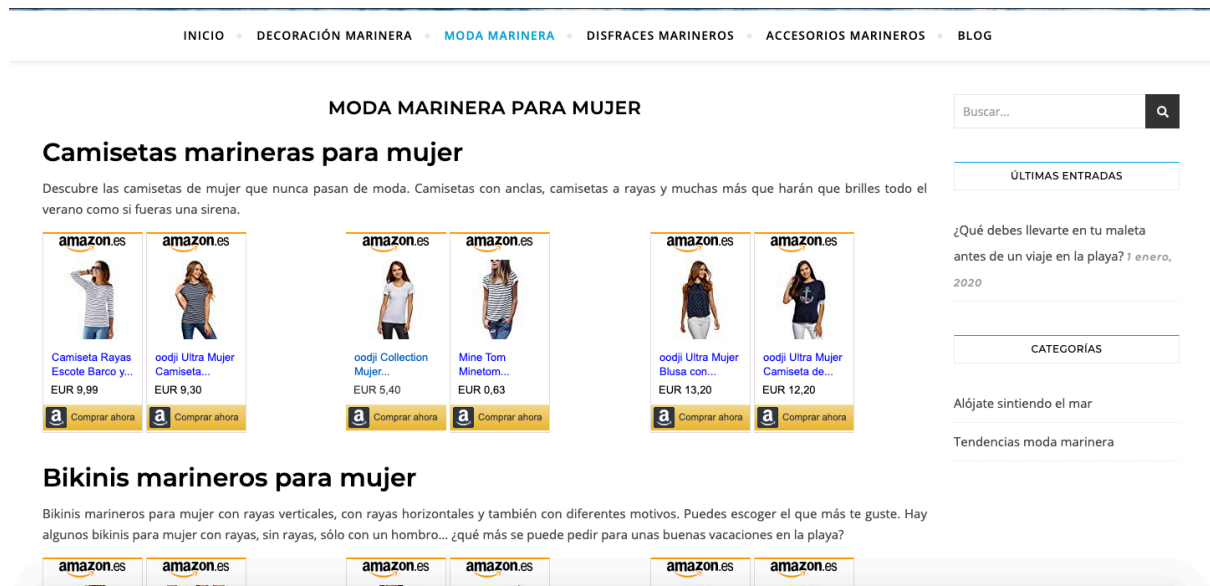 INICIO DECORACIÓN MARINERA MODA MARINERA DISFRACES MARINEROS ACCESORIOS MARINEROS BLOG
MODA MARINERA PARA MUJER
Camisetas marineras para mujer
Descubre las camisetas de mujer que nunca pasan de moda. Camisetas con anclas, camisetas a rayas y muchas más que harán que brilles todo el
verano como si fueras una sirena.
amazon.es
Camiseta Rayas
Escote Barco y...
EUR 9,99
a Comprar ahora
amazon.es
oodji Ultra Mujer
Camiseta...
EUR 9,30
a Comprar ahora
amazon.es
oodji Collection
Mujer...
EUR 5,40
a Comprar ahora
amazon.es
Mine Tom
Minetom...
EUR 0,63
a Comprar ahora
amazon.es
oodji Ultra Mujer
Blusa con...
EUR 13,20
a Comprar ahora
amazon.es
oodji Ultra Mujer
Camiseta de...
EUR 12,20
a Comprar ahora
Bikinis marineros para mujer
Bikinis marineros para mujer con rayas verticales, con rayas horizontales y también con diferentes motivos. Puedes escoger el que más te guste. Hay
algunos bikinis para mujer con rayas, sin rayas, sólo con un hombro... ¿qué más se puede pedir para unas buenas vacaciones en la playa?
amazon.es
amazon.es
amazon.es
amazon.es
amazon.es
amazon.es
Buscar...
ÚLTIMAS ENTRADAS
¿Qué debes llevarte en tu maleta
antes de un viaje en la playa? 1 enero,
2020
CATEGORÍAS
Alójate sintiendo el mar
Tendencias moda marinera